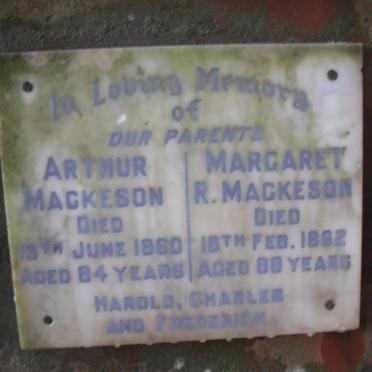 In Loving Memory
of
OUR PARENTS
ARTHUR
MACKESON
DIED
15TH JUNE 1960
AGED 84 YEARS
MARGARET
R. MACKESON
DIED
18TH FEB. 1962
AGED 88 YEARS
HAROLD, CHARLES
AND FREDERICK